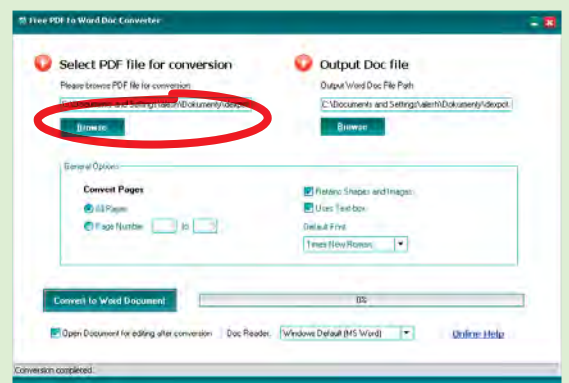 Free PDF to Word Doc Converter
Select PDF file for conversion
Please browse PDF file for conversion
Browse
Output Doc file
Output Word Doc File Path
C:\Documents and Settings\alesh\Dokumenty\dexpot.
Browse
General Options
Convert Pages
All Pages
Page Number to
Retains Shapes and Images
Uses Text-box
Default Font
Times New Roman
Convert to Word Document
0%
Open Document for editing after conversion Doc Reader: Windows Default (MS Word) Online Help
Conversion completed.